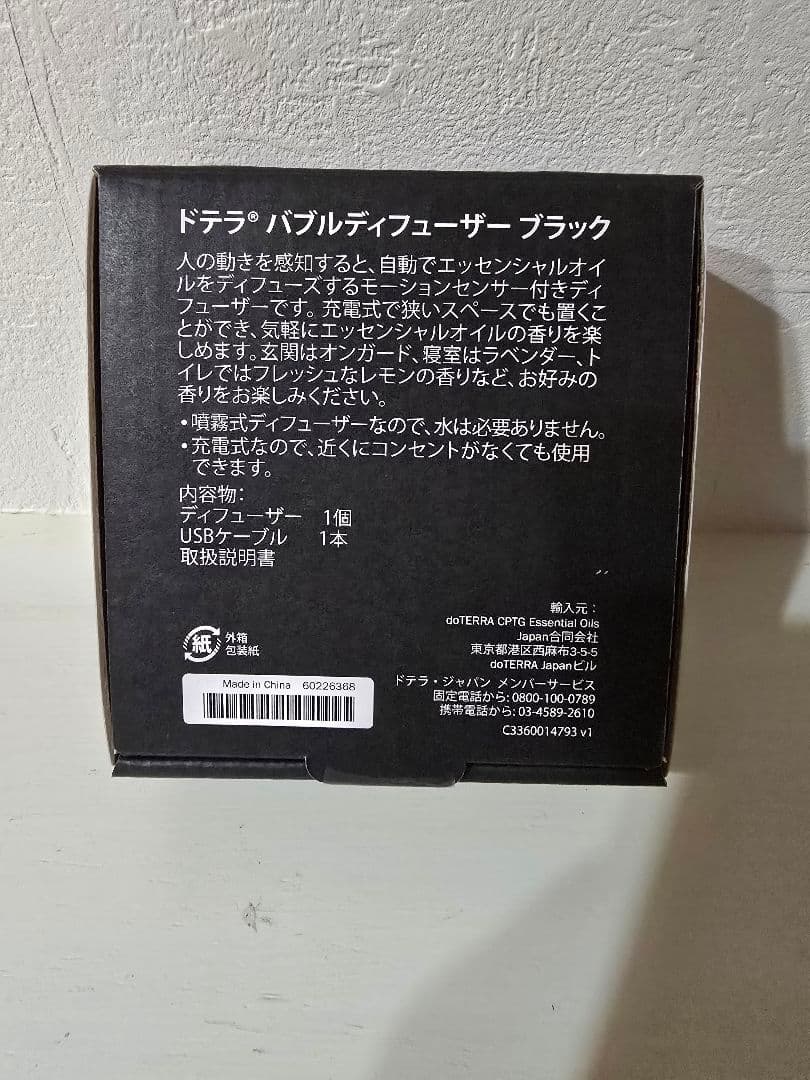 ドテラ® バブルディフューザー ブラック
人の動きを感知すると、自動でエッセンシャルオイ
ルをディフューズするモーションセンサー付きディ
フューザーです。充電式で狭いスペースでも置くこ
とができ、気軽にエッセンシャルオイルの香りを楽
しめます。玄関はオンガード、寝室はラベンダー、ト
イレではフレッシュなレモンの香りなど、お好みの
香りをお楽しみください。
・噴霧式ディフューザーなので、水は必要ありません。
・充電式なので、近くにコンセントがなくても使用
できます。
内容物：
ディフューザー 1個
USBケーブル 1本
取扱説明書
紙
外箱
包装紙
Made in China 60226368
輸入元：
doTERRA CPTG Essential Oils
Japan合同会社
東京都港区西麻布3-5-5
doTERRA Japanビル
ドテラ・ジャパン メンバーサービス
固定電話から：0800-100-0789
携帯電話から：03-4589-2610
C3360014793 v1